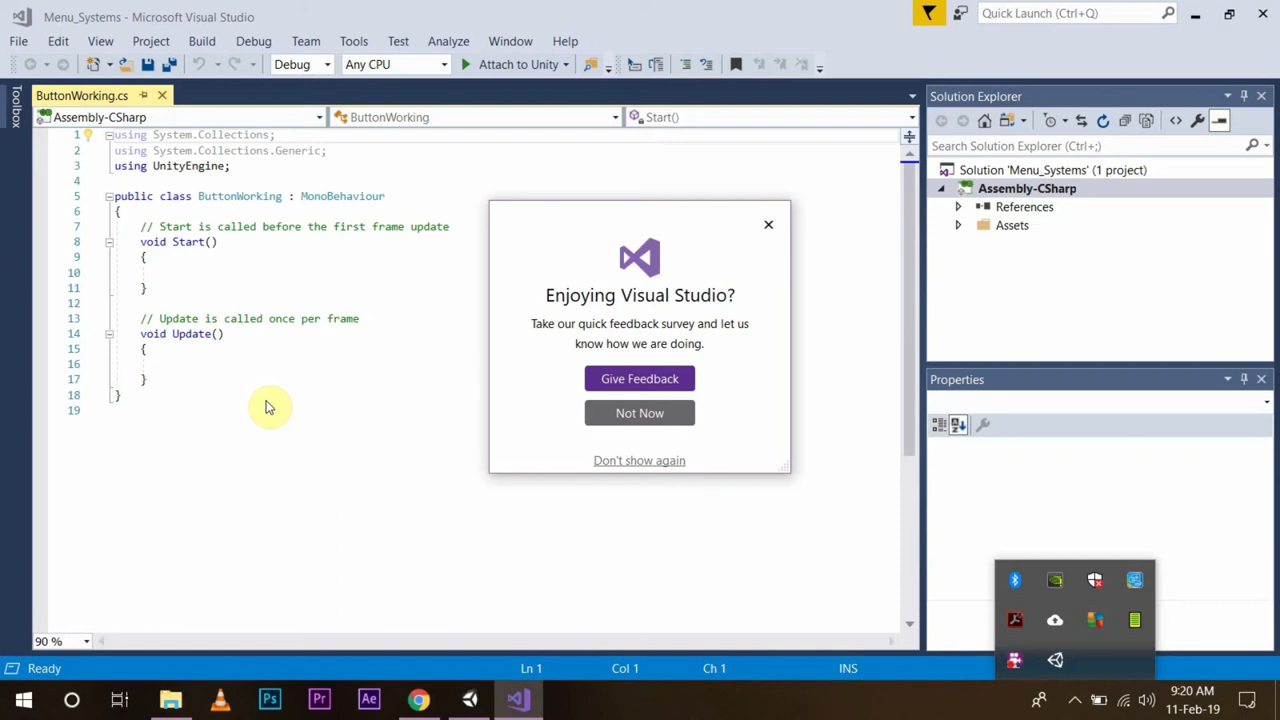 Menu_Systems - Microsoft Visual Studio
Quick Launch (Ctrl+Q)
File Edit View Project Build Debug Team Tools Test Analyze Window Help
Debug Any CPU Attach to Unity
Toolbox
ButtonWorking.cs
Assembly-CSharp ButtonWorking Start()
1 using System.Collections;
2 using System.Collections.Generic;
3 using UnityEngine;
4
5 public class ButtonWorking : MonoBehaviour
6 {
7 // Start is called before the first frame update
8 void Start()
9 {
10
11 }
12
13 // Update is called once per frame
14 void Update()
15 {
16
17 }
18 }
19
90 %
Enjoying Visual Studio?
Take our quick feedback survey and let us
know how we are doing.
Give Feedback
Not Now
Don't show again
Solution Explorer
Search Solution Explorer (Ctrl+;)
Solution 'Menu_Systems' (1 project)
Assembly-CSharp
References
Assets
Properties
Ready Ln 1 Col 1 Ch 1 INS
Ps Pr Ae
9:20 AM
11-Feb-19